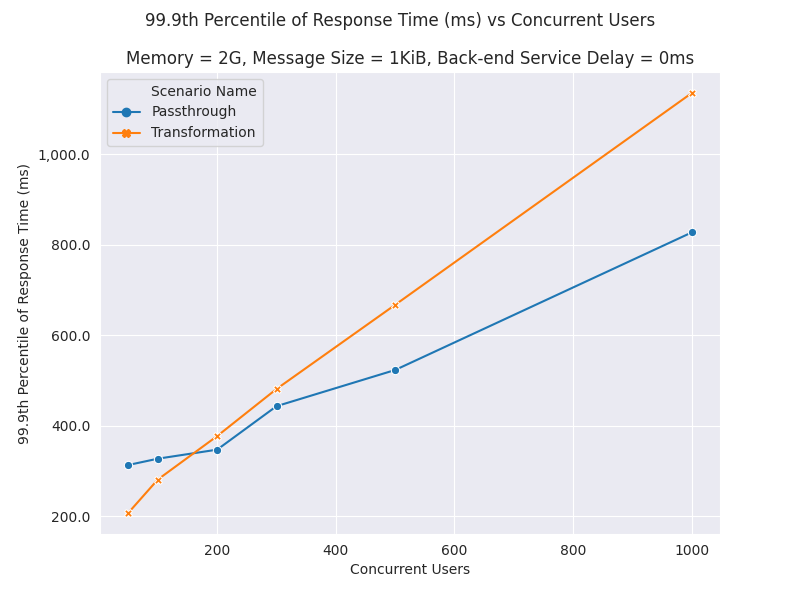 99.9th Percentile of Response Time (ms) vs Concurrent Users
Memory = 2G, Message Size = 1KiB, Back-end Service Delay = 0ms
Scenario Name
Passthrough
Transformation
99.9th Percentile of Response Time (ms)
1,000.0
800.0
600.0
400.0
200.0
200
400
600
800
1000
Concurrent Users